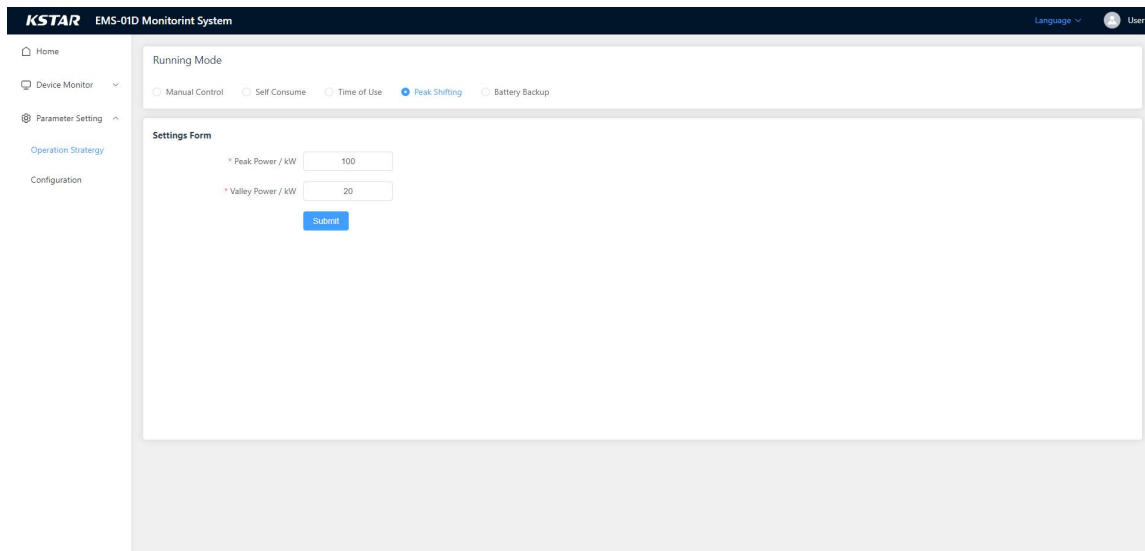 KSTAR EMS-01D Monitorint System Language User
Home
Device Monitor
Parameter Setting
Operation Stratergy
Configuration
Running Mode
Manual Control Self Consume Time of Use Peak Shifting Battery Backup
Settings Form
* Peak Power / kW 100
* Valley Power / kW 20
Submit